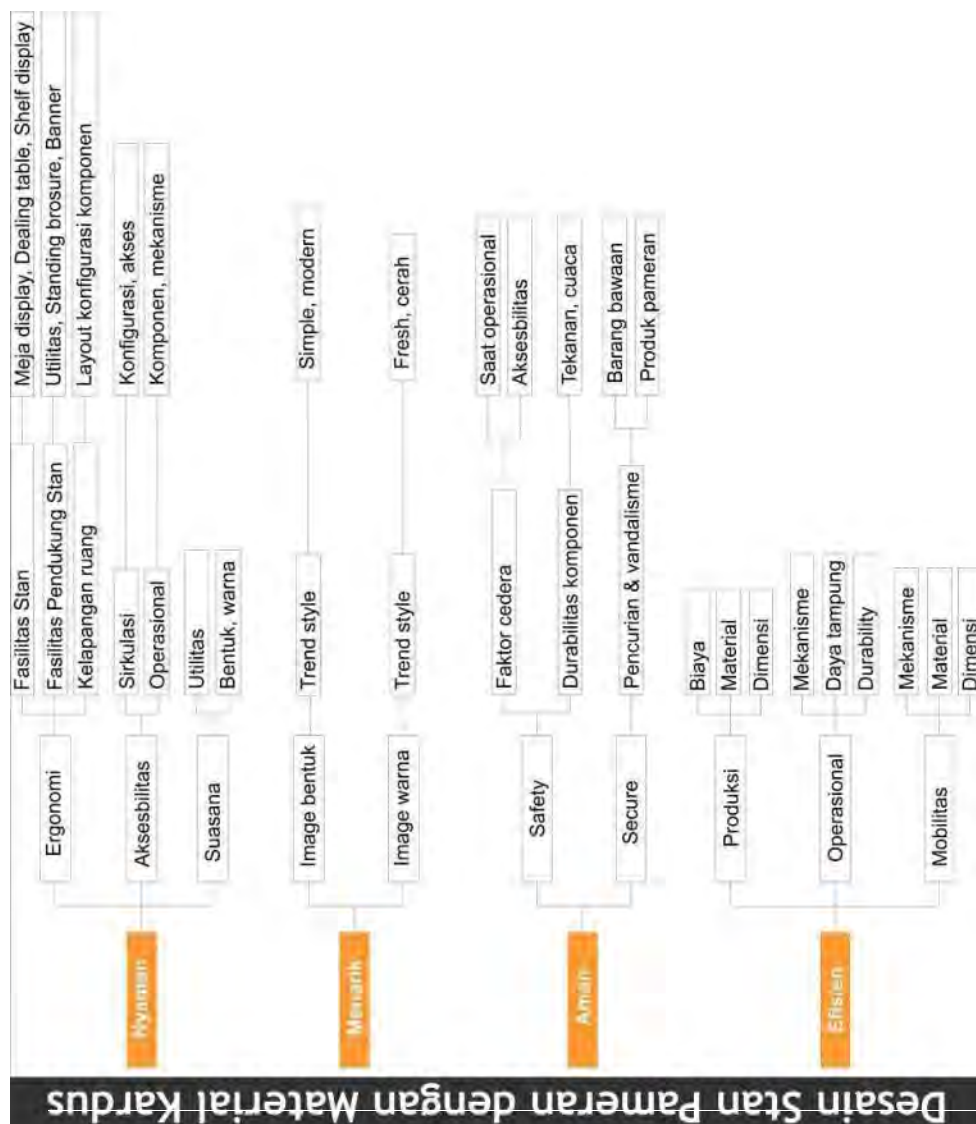 Desain Stan Pameran dengan Material Kardus
Nyaman
Ergonomi
Fasilitas Stan
Meja display, Dealing table, Shelf display
Fasilitas Pendukung Stan
Utilitas, Standing brosure, Banner
Kelapangan ruang
Layout konfigurasi komponen
Aksesbilitas
Sirkulasi
Konfigurasi, akses
Operasional
Komponen, mekanisme
Suasana
Utilitas
Bentuk, warna
Menarik
Image bentuk
Trend style
Simple, modern
Image warna
Trend style
Fresh, cerah
Aman
Safety
Faktor cedera
Saat operasional
Aksesbilitas
Durabilitas komponen
Tekanan, cuaca
Secure
Pencurian & vandalisme
Barang bawaan
Produk pameran
Efisien
Produksi
Biaya
Material
Dimensi
Operasional
Mekanisme
Daya tampung
Durability
Mobilitas
Mekanisme
Material
Dimensi